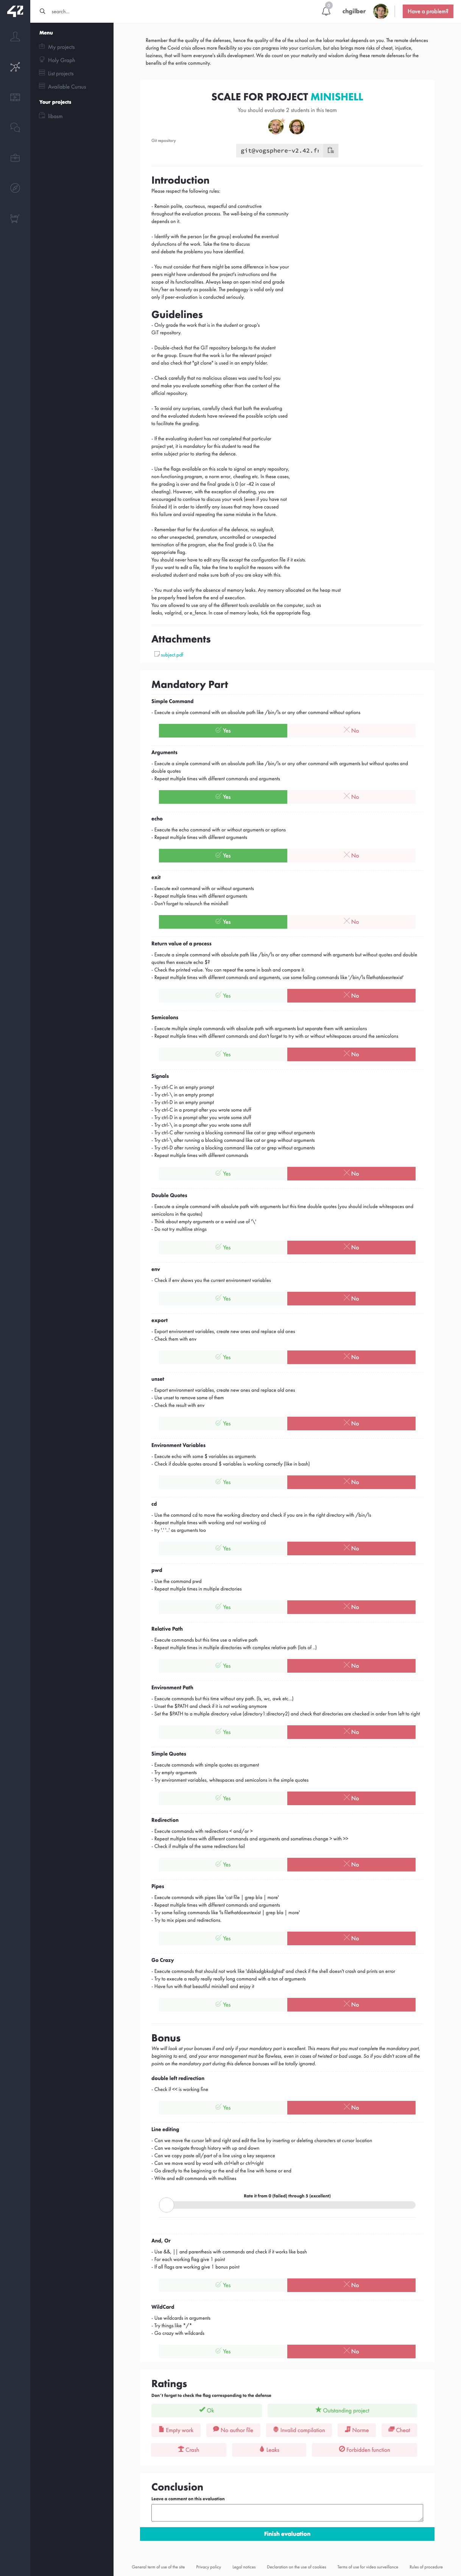 42
search...
chgilber
Have a problem?
Menu
My projects
Holy Graph
List projects
Available Cursus
Your projects
libasm
Remember that the quality of the defenses, hence the quality of the of the school on the labor market depends on you. The remote defences
during the Covid crisis allows more flexibility so you can progress into your curriculum, but also brings more risks of cheat, injustice,
laziness, that will harm everyone's skills development. We do count on your maturity and wisdom during these remote defenses for the
benefits of the entire community.
SCALE FOR PROJECT MINISHELL
You should evaluate 2 students in this team
Git repository
git@vogsphere-v2.42.f
Introduction
Please respect the following rules:
- Remain polite, courteous, respectful and constructive
throughout the evaluation process. The well-being of the community
depends on it.
- Identify with the person (or the group) evaluated the eventual
dysfunctions of the work. Take the time to discuss
and debate the problems you have identified.
- You must consider that there might be some difference in how your
peers might have understood the project's instructions and the
scope of its functionalities. Always keep an open mind and grade
him/her as honestly as possible. The pedagogy is valid only and
only if peer-evaluation is conducted seriously.
Guidelines
- Only grade the work that is in the student or group's
GiT repository.
- Double-check that the GiT repository belongs to the student
or the group. Ensure that the work is for the relevant project
and also check that "git clone" is used in an empty folder.
- Check carefully that no malicious aliases was used to fool you
and make you evaluate something other than the content of the
official repository.
- To avoid any surprises, carefully check that both the evaluating
and the evaluated students have reviewed the possible scripts used
to facilitate the grading.
- If the evaluating student has not completed that particular
project yet, it is mandatory for this student to read the
entire subject prior to starting the defence.
- Use the flags available on this scale to signal an empty repository,
non-functioning program, a norm error, cheating etc. In these cases,
the grading is over and the final grade is 0 (or -42 in case of
cheating). However, with the exception of cheating, you are
encouraged to continue to discuss your work (even if you have not
finished it) in order to identify any issues that may have caused
this failure and avoid repeating the same mistake in the future.
- Remember that for the duration of the defence, no segfault,
no other unexpected, premature, uncontrolled or unexpected
termination of the program, else the final grade is 0. Use the
appropriate flag.
You should never have to edit any file except the configuration file if it exists.
If you want to edit a file, take the time to explicit the reasons with the
evaluated student and make sure both of you are okay with this.
- You must also verify the absence of memory leaks. Any memory allocated on the heap must
be properly freed before the end of execution.
You are allowed to use any of the different tools available on the computer, such as
leaks, valgrind, or e_fence. In case of memory leaks, tick the appropriate flag.
Attachments
subject.pdf
Mandatory Part
Simple Command
- Execute a simple command with an absolute path like /bin/ls or any other command without options
Yes No
Arguments
- Execute a simple command with an absolute path like /bin/ls or any other command with arguments but without quotes and
double quotes
- Repeat multiple times with different commands and arguments
Yes No
echo
- Execute the echo command with or without arguments or options
- Repeat multiple times with different arguments
Yes No
exit
- Execute exit command with or without arguments
- Repeat multiple times with different arguments
- Don't forget to relaunch the minishell
Yes No
Return value of a process
- Execute a simple command with absolute path like /bin/ls or any other command with arguments but without quotes and double
quotes then execute echo $?
- Check the printed value. You can repeat the same in bash and compare it.
- Repeat multiple times with different commands and arguments, use some failing commands like '/bin/ls filethatdoesntexist'
Yes No
Semicolons
- Execute multiple simple commands with absolute path with arguments but separate them with semicolons
- Repeat multiple times with different commands and don't forget to try with or without whitespaces around the semicolons
Yes No
Signals
- Try ctrl-C in an empty prompt
- Try ctrl-\ in an empty prompt
- Try ctrl-D in an empty prompt
- Try ctrl-C in a prompt after you wrote some stuff
- Try ctrl-D in a prompt after you wrote some stuff
- Try ctrl-\ in a prompt after you wrote some stuff
- Try ctrl-C after running a blocking command like cat or grep without arguments
- Try ctrl-\ after running a blocking command like cat or grep without arguments
- Try ctrl-D after running a blocking command like cat or grep without arguments
- Repeat multiple times with different commands
Yes No
Double Quotes
- Execute a simple command with absolute path with arguments but this time double quotes (you should include whitespaces and
semicolons in the quotes)
- Think about empty arguments or a weird use of '\'
- Do not try multiline strings
Yes No
env
- Check if env shows you the current environment variables
Yes No
export
- Export environment variables, create new ones and replace old ones
- Check them with env
Yes No
unset
- Export environment variables, create new ones and replace old ones
- Use unset to remove some of them
- Check the result with env
Yes No
Environment Variables
- Execute echo with some $ variables as arguments
- Check if double quotes around $ variables is working correctly (like in bash)
Yes No
cd
- Use the command cd to move the working directory and check if you are in the right directory with /bin/ls
- Repeat multiple times with working and not working cd
- try '.' '..' as arguments too
Yes No
pwd
- Use the command pwd
- Repeat multiple times in multiple directories
Yes No
Relative Path
- Execute commands but this time use a relative path
- Repeat multiple times in multiple directories with complex relative path (lots of ..)
Yes No
Environment Path
- Execute commands but this time without any path. (ls, wc, awk etc...)
- Unset the $PATH and check if it is not working anymore
- Set the $PATH to a multiple directory value (directory1:directory2) and check that directories are checked in order from left to right
Yes No
Simple Quotes
- Execute commands with simple quotes as argument
- Try empty arguments
- Try environment variables, whitespaces and semicolons in the simple quotes
Yes No
Redirection
- Execute commands with redirections < and/or >
- Repeat multiple times with different commands and arguments and sometimes change > with >>
- Check if multiple of the same redirections fail
Yes No
Pipes
- Execute commands with pipes like 'cat file | grep bla | more'
- Repeat multiple times with different commands and arguments
- Try some failing commands like 'ls filethatdoesntexist | grep bla | more'
- Try to mix pipes and redirections.
Yes No
Go Crazy
- Execute commands that should not work like 'dsbksdgbksdghsd' and check if the shell doesn't crash and prints an error
- Try to execute a really really really long command with a ton of arguments
- Have fun with that beautiful minishell and enjoy it
Yes No
Bonus
We will look at your bonuses if and only if your mandatory part is excellent. This means that you must complete the mandatory part,
beginning to end, and your error management must be flawless, even in cases of twisted or bad usage. So if you didn't score all the
points on the mandatory part during this defence bonuses will be totally ignored.
double left redirection
- Check if << is working fine
Yes No
Line editing
- Can we move the cursor left and right and edit the line by inserting or deleting characters at cursor location
- Can we navigate through history with up and down
- Can we copy paste all/part of a line using a key sequence
- Can we move word by word with ctrl+left or ctrl+right
- Go directly to the beginning or the end of the line with home or end
- Write and edit commands with multilines
Rate it from 0 (failed) through 5 (excellent)
And, Or
- Use &&, || and parenthesis with commands and check if it works like bash
- For each working flag give 1 point
- If all flags are working give 1 bonus point
Yes No
WildCard
- Use wildcards in arguments
- Try things like */*
- Go crazy with wildcards
Yes No
Ratings
Don't forget to check the flag corresponding to the defense
Ok Outstanding project
Empty work No author file Invalid compilation Norme Cheat
Crash Leaks Forbidden function
Conclusion
Leave a comment on this evaluation
Finish evaluation
General term of use of the site Privacy policy Legal notices Declaration on the use of cookies Terms of use for video surveillance Rules of procedure